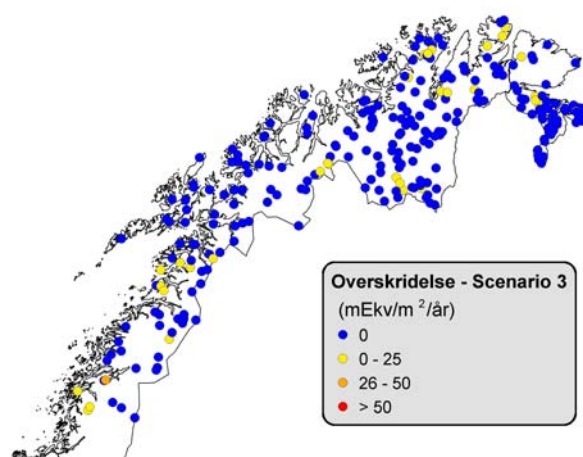 Overskridelse - Scenario 3
(mEkv/m ²/år)
0
0 - 25
26 - 50
> 50